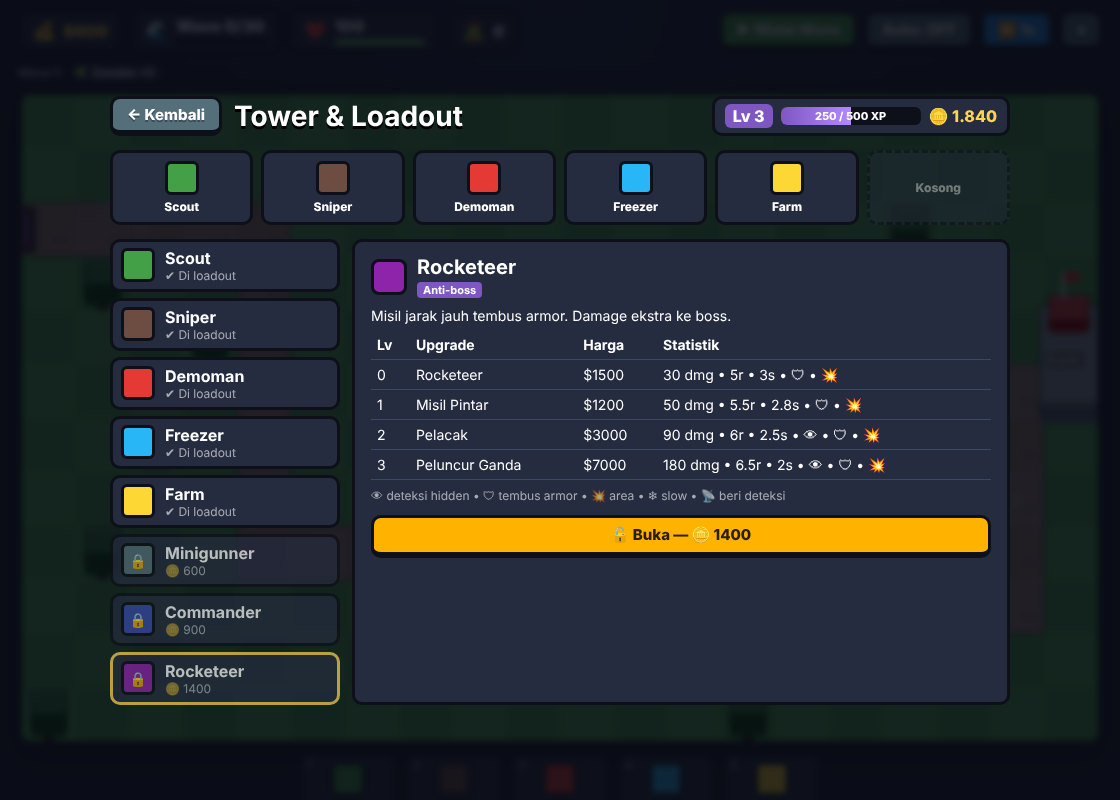 ← Kembali
Tower & Loadout
Lv 3
250 / 500 XP
🪙 1.840
Scout
Sniper
Demoman
Freezer
Farm
Kosong
Scout
✔ Di loadout
Sniper
✔ Di loadout
Demoman
✔ Di loadout
Freezer
✔ Di loadout
Farm
✔ Di loadout
🔒 Minigunner
🪙 600
🔒 Commander
🪙 900
🔒 Rocketeer
🪙 1400
Rocketeer
Anti-boss
Misil jarak jauh tembus armor. Damage ekstra ke boss.
Lv Upgrade Harga Statistik
0 Rocketeer $1500 30 dmg • 5r • 3s • 🛡 • 💥
1 Misil Pintar $1200 50 dmg • 5.5r • 2.8s • 🛡 • 💥
2 Pelacak $3000 90 dmg • 6r • 2.5s • 👁 • 🛡 • 💥
3 Peluncur Ganda $7000 180 dmg • 6.5r • 2s • 👁 • 🛡 • 💥
👁 deteksi hidden • 🛡 tembus armor • 💥 area • ❄ slow • 📡 beri deteksi
🔓 Buka — 🪙 1400